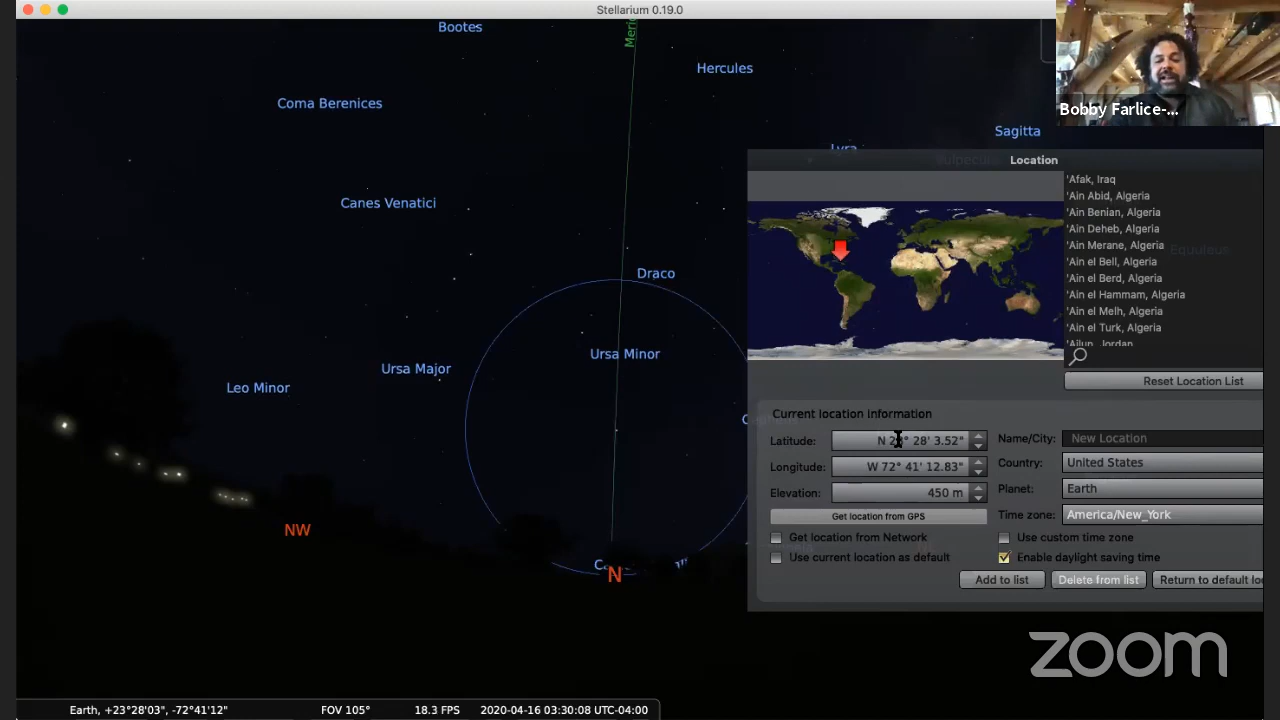 Stellarium 0.19.0
Bootes
Meri
Hercules
Coma Berenices
Sagitta
Bobby Farlice-...
Lyra
Vulpecula
Location
Canes Venatici
'Afak, Iraq
'Ain Abid, Algeria
'Ain Benian, Algeria
'Ain Deheb, Algeria
'Ain Merane, Algeria
Equuleus
'Ain el Bell, Algeria
'Ain el Berd, Algeria
'Ain el Hammam, Algeria
'Ain el Melh, Algeria
'Ain el Turk, Algeria
'Ajlun, Jordan
Draco
Ursa Minor
Ursa Major
Leo Minor
Reset Location List
Current location information
Latitude: N 23° 28' 3.52"
Name/City: New Location
Longitude: W 72° 41' 12.83"
Country: United States
Elevation: 450 m
Planet: Earth
Get location from GPS
Time zone: America/New_York
Get location from Network
Use custom time zone
Use current location as default
Enable daylight saving time
Add to list
Delete from list
Return to default lo
NW
N
zoom
Earth, +23°28'03", -72°41'12"
FOV 105°
18.3 FPS
2020-04-16 03:30:08 UTC-04:00